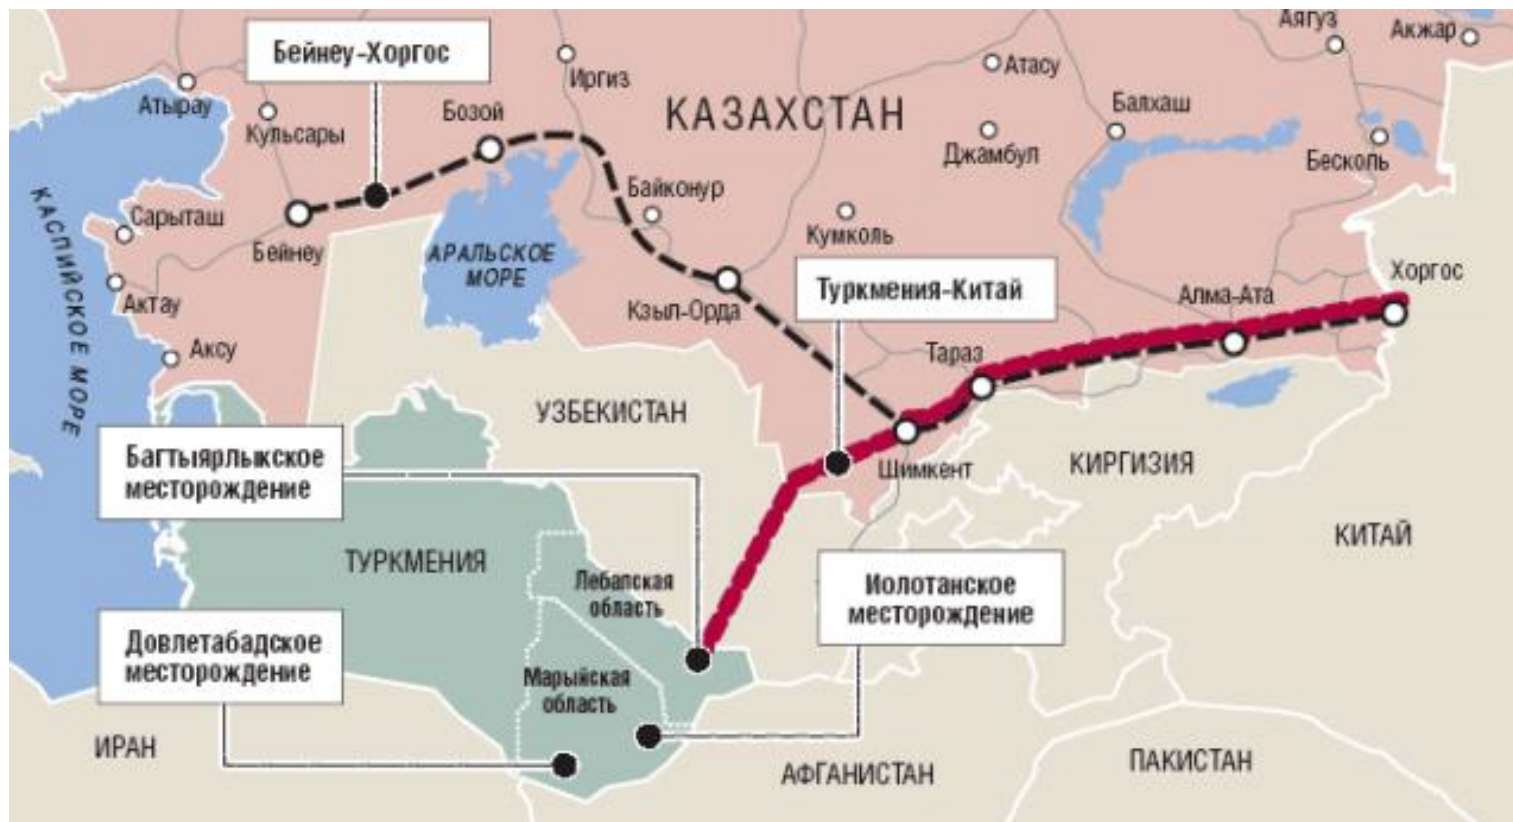 Аягуз
Акжар
Бейнеу-Хоргос
Иргиз
Атасу
Атырау
Кульсары
Бозой
КАЗАХСТАН
Балхаш
Джамбул
Бесколь
КАСПИЙСКОЕ МОРЕ
Сарыташ
Бейнеу
Байконур
Кумколь
АРАЛЬСКОЕ
МОРЕ
Хоргос
Актау
Туркмения-Китай
Алма-Ата
Кзыл-Орда
Аксу
Тараз
УЗБЕКИСТАН
Багтыярлыкское
месторождение
Шимкент
КИРГИЗИЯ
КИТАЙ
ТУРКМЕНИЯ
Лебапская
область
Иолотанское
месторождение
Довлетабадское
месторождение
Марыйская
область
ИРАН
АФГАНИСТАН
ПАКИСТАН